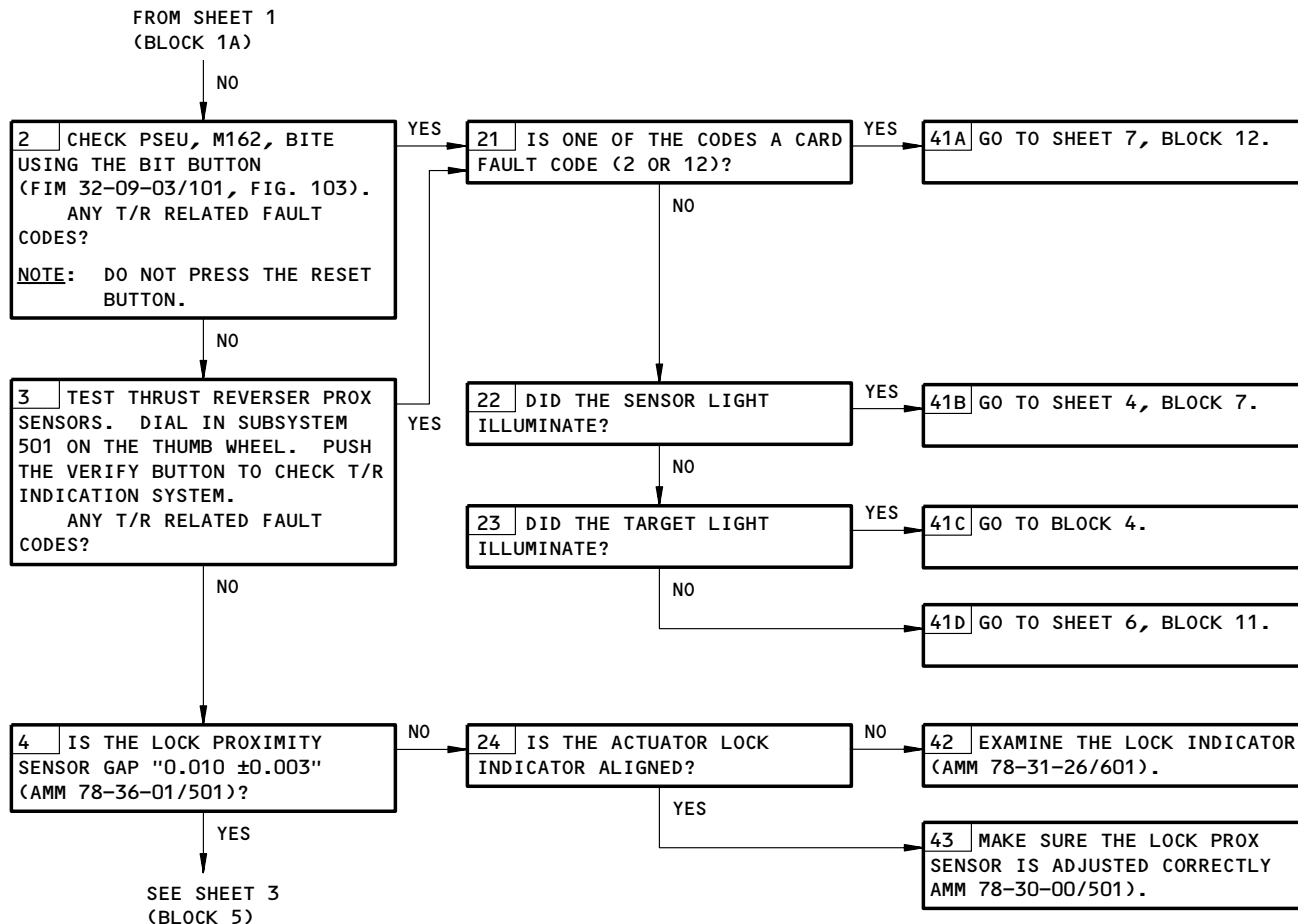 FROM SHEET 1
(BLOCK 1A)
NO
2 CHECK PSEU, M162, BITE
USING THE BIT BUTTON
(FIM 32-09-03/101, FIG. 103).
ANY T/R RELATED FAULT
CODES?
NOTE: DO NOT PRESS THE RESET
BUTTON.
YES
21 IS ONE OF THE CODES A CARD
FAULT CODE (2 OR 12)?
YES
41A GO TO SHEET 7, BLOCK 12.
NO
NO
3 TEST THRUST REVERSER PROX
SENSORS. DIAL IN SUBSYSTEM
501 ON THE THUMB WHEEL. PUSH
THE VERIFY BUTTON TO CHECK T/R
INDICATION SYSTEM.
ANY T/R RELATED FAULT
CODES?
YES
22 DID THE SENSOR LIGHT
ILLUMINATE?
YES
41B GO TO SHEET 4, BLOCK 7.
NO
23 DID THE TARGET LIGHT
ILLUMINATE?
YES
41C GO TO BLOCK 4.
NO
NO
41D GO TO SHEET 6, BLOCK 11.
4 IS THE LOCK PROXIMITY
SENSOR GAP "0.010 ±0.003"
(AMM 78-36-01/501)?
NO
24 IS THE ACTUATOR LOCK
INDICATOR ALIGNED?
NO
42 EXAMINE THE LOCK INDICATOR
(AMM 78-31-26/601).
YES
YES
43 MAKE SURE THE LOCK PROX
SENSOR IS ADJUSTED CORRECTLY
AMM 78-30-00/501).
SEE SHEET 3
(BLOCK 5)